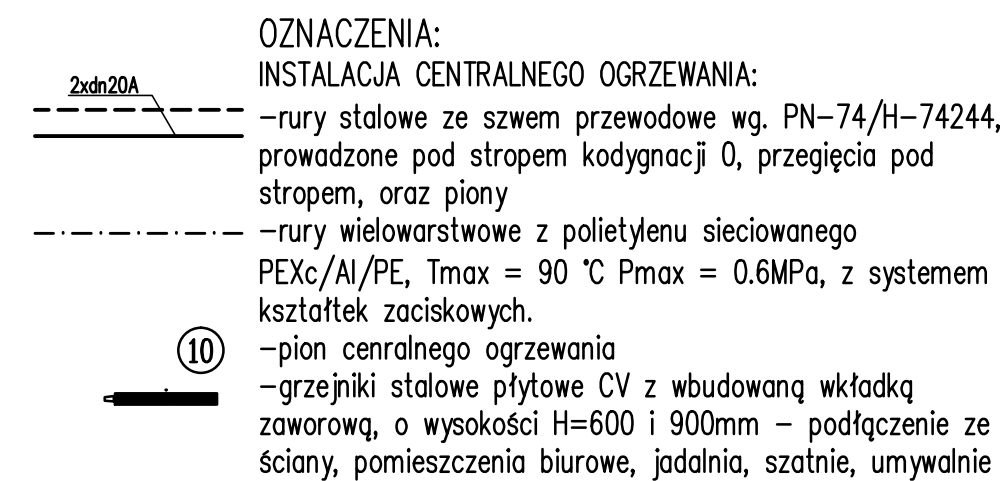 OZNACZENIA:
INSTALACJA CENTRALNEGO OGRZEWANIA:
2xdn20A
-rury stalowe ze szwem przewodowe wg. PN-74/H-74244,
prowadzone pod stropem kodygnacji 0, przegięcia pod
stropem, oraz piony
-rury wielowarstwowe z polietylenu sieciowanego
PEXc/Al/PE, Tmax = 90 °C Pmax = 0.6MPa, z systemem
kształtek zaciskowych.
10
-pion cenralnego ogrzewania
-grzejniki stalowe płytowe CV z wbudowaną wkładką
zaworową, o wysokości H=600 i 900mm - podłączenie ze
ściany, pomieszczenia biurowe, jadalnia, szatnie, umywalnie